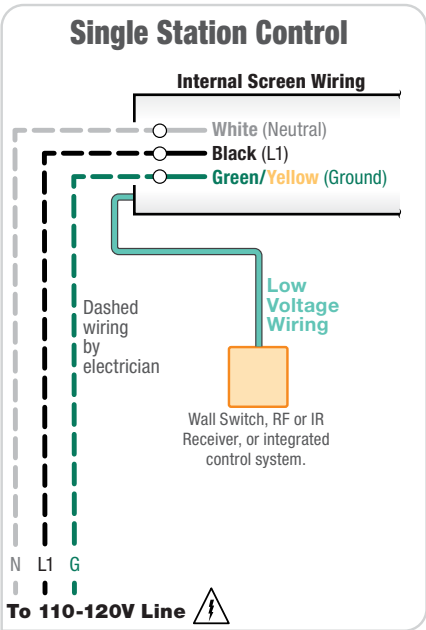 Single Station Control
Internal Screen Wiring
White (Neutral)
Black (L1)
Green/Yellow (Ground)
Low
Voltage
Wiring
Dashed
wiring
by
electrician
Wall Switch, RF or IR
Receiver, or integrated
control system.
N L1 G
To 110-120V Line